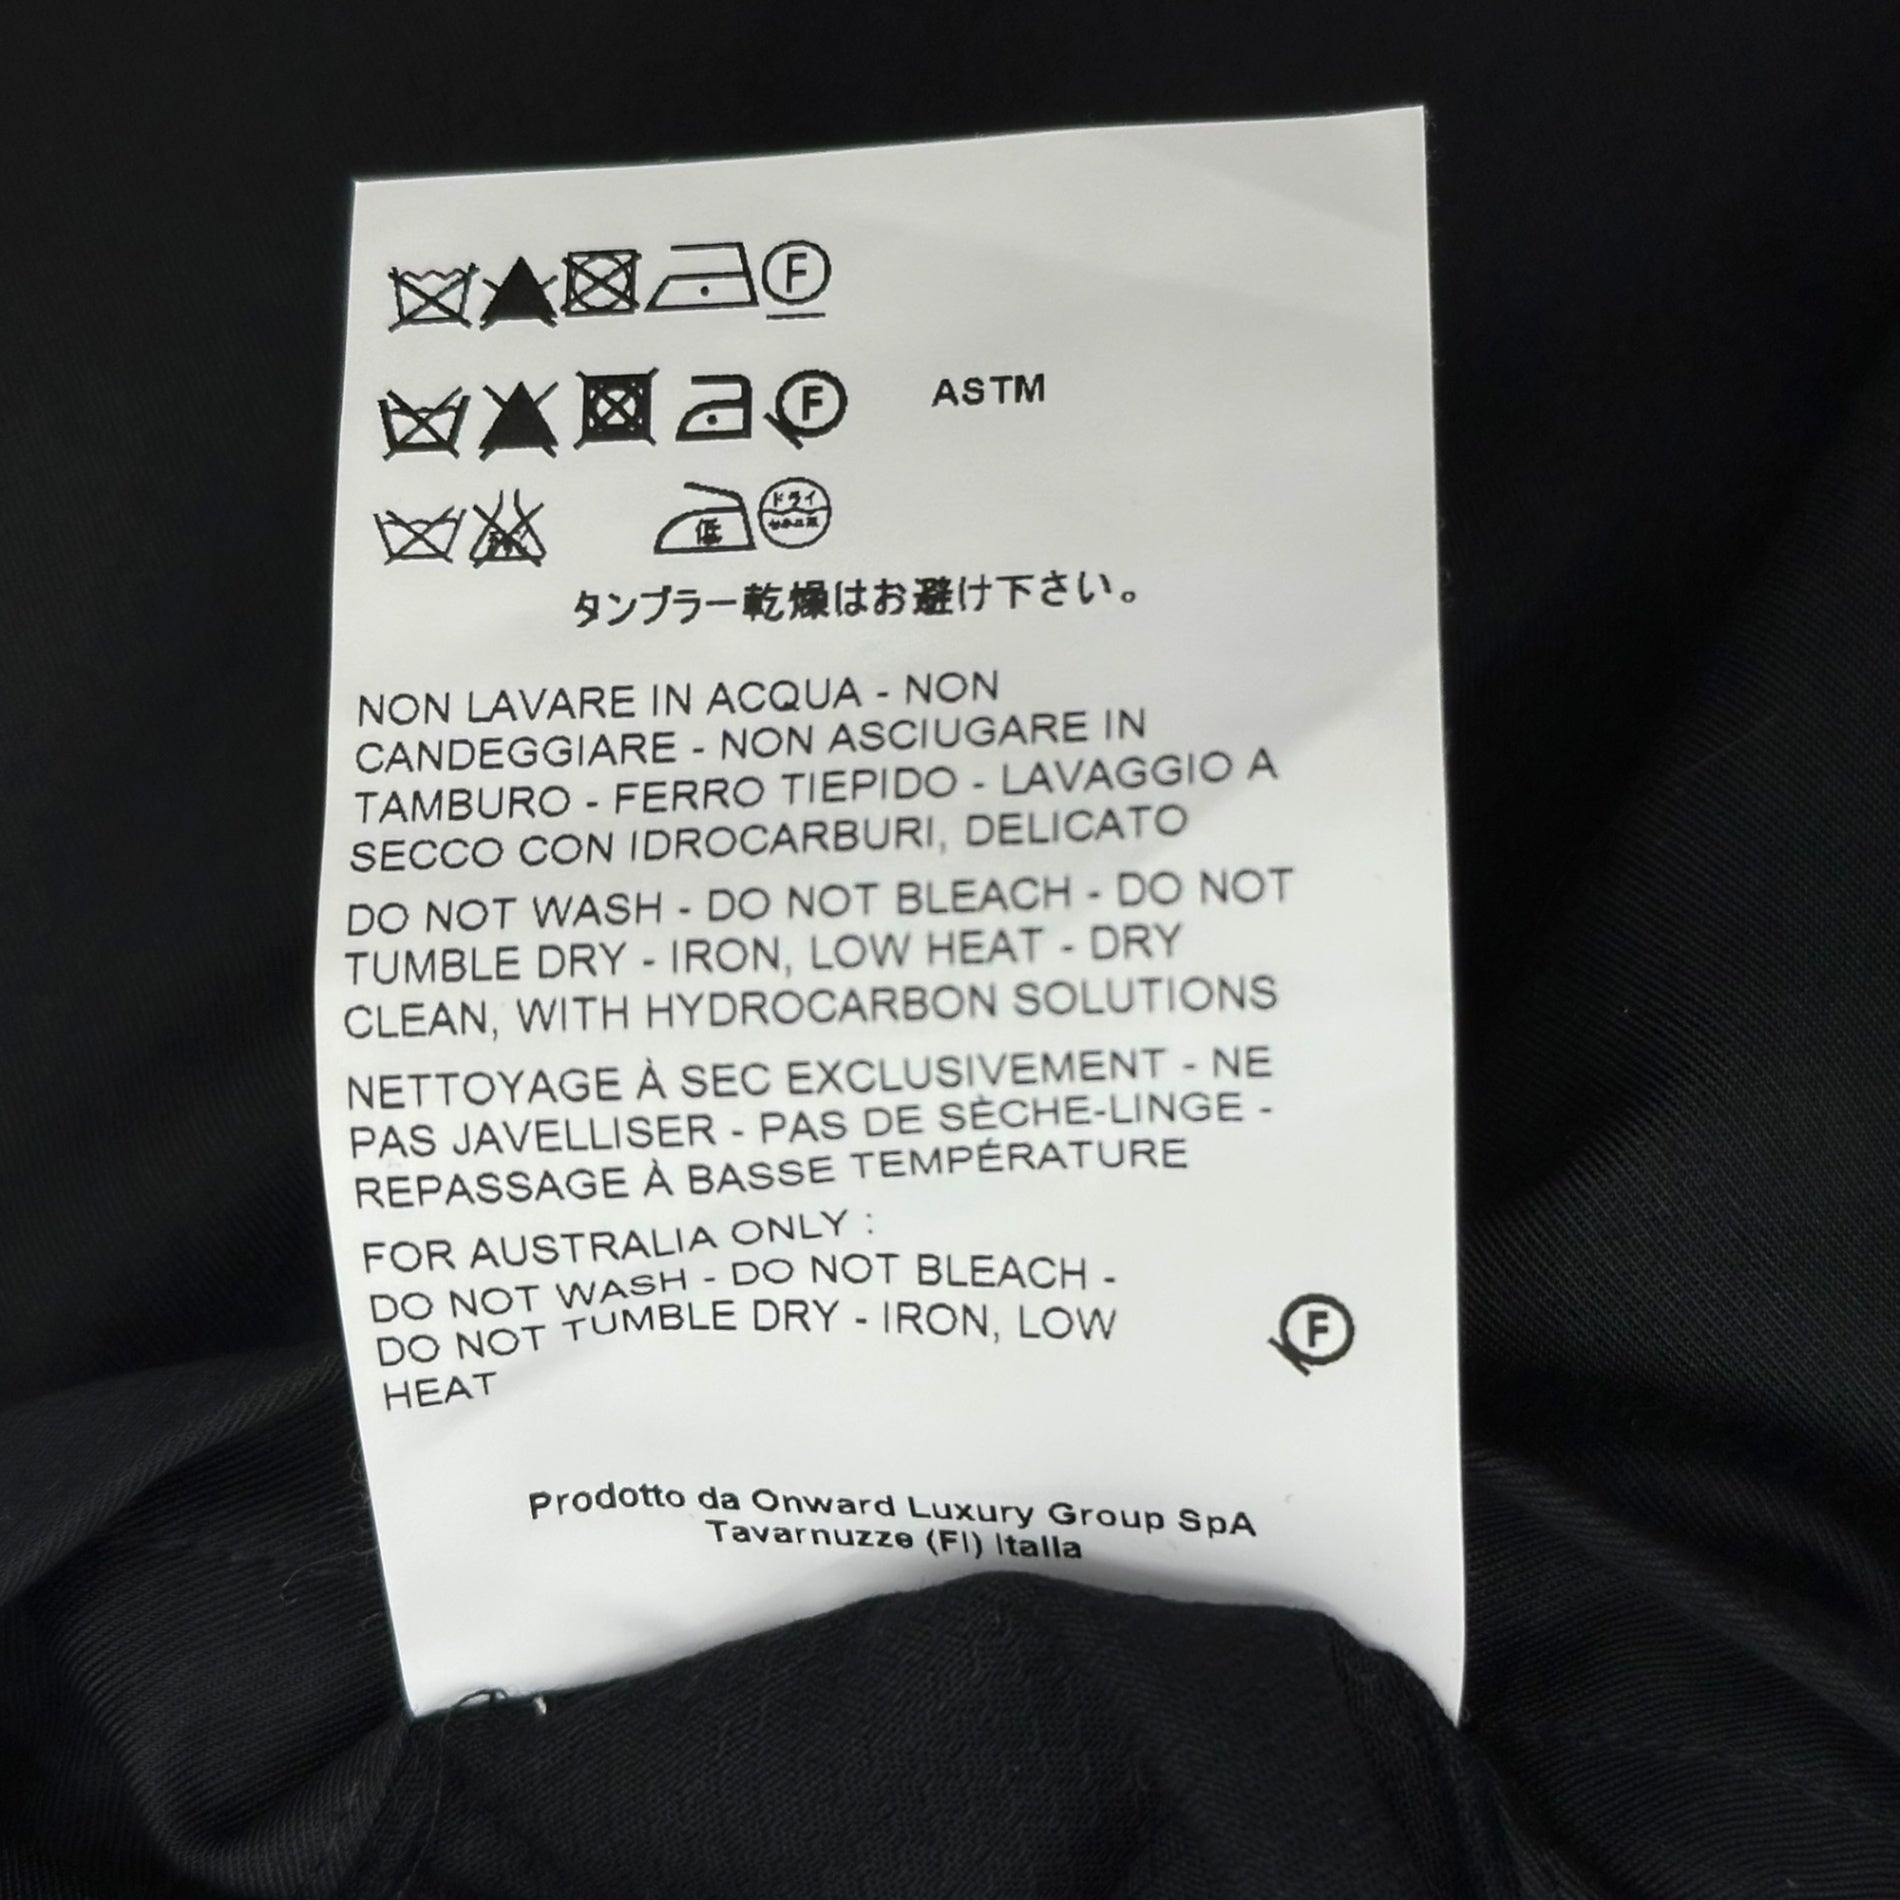 F
F ASTM
低 ドライ
タンブラー乾燥はお避け下さい。
NON LAVARE IN ACQUA - NON
CANDEGGIARE - NON ASCIUGARE IN
TAMBURO - FERRO TIEPIDO - LAVAGGIO A
SECCO CON IDROCARBURI, DELICATO
DO NOT WASH - DO NOT BLEACH - DO NOT
TUMBLE DRY - IRON, LOW HEAT - DRY
CLEAN, WITH HYDROCARBON SOLUTIONS
NETTOYAGE À SEC EXCLUSIVEMENT - NE
PAS JAVELLISER - PAS DE SÈCHE-LINGE -
REPASSAGE À BASSE TEMPÉRATURE
FOR AUSTRALIA ONLY :
DO NOT WASH - DO NOT BLEACH -
DO NOT TUMBLE DRY - IRON, LOW
HEAT
F
Prodotto da Onward Luxury Group SpA
Tavarnuzze (FI) Italia